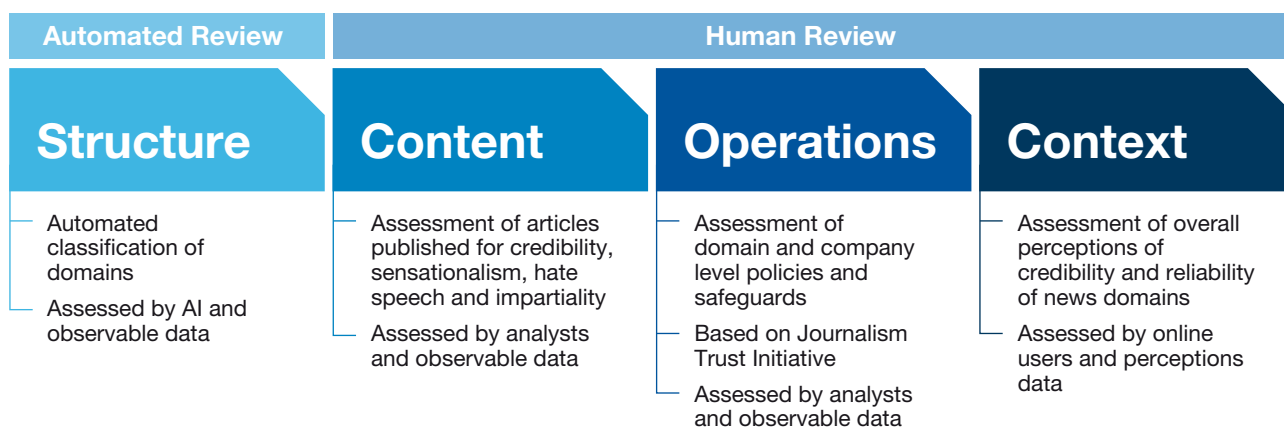 Automated Review
Human Review
Structure
Content
Operations
Context
Automated
classification of
domains
Assessed by AI and
observable data
Assessment of articles
published for credibility,
sensationalism, hate
speech and impartiality
Assessed by analysts
and observable data
Assessment of
domain and company
level policies and
safeguards
Based on Journalism
Trust Initiative
Assessed by analysts
and observable data
Assessment of overall
perceptions of
credibility and reliability
of news domains
Assessed by online
users and perceptions
data